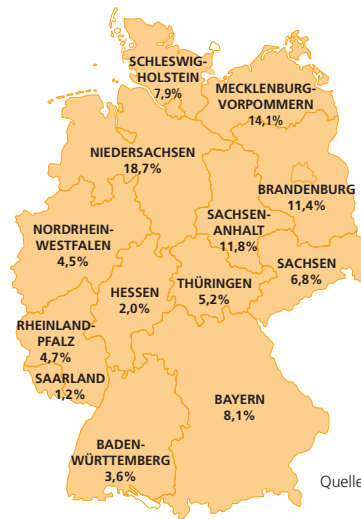 SCHLESWIG-
HOLSTEIN
7,9%
MECKLENBURG-
VORPOMMERN
14,1%
NIEDERSACHSEN
18,7%
BRANDENBURG
11,4%
SACHSEN-
ANHALT
11,8%
NORDRHEIN-
WESTFALEN
4,5%
SACHSEN
6,8%
HESSEN
2,0%
THÜRINGEN
5,2%
RHEINLAND-
PFALZ
4,7%
SAARLAND
1,2%
BAYERN
8,1%
BADEN-
WÜRTTEMBERG
3,6%
Quelle